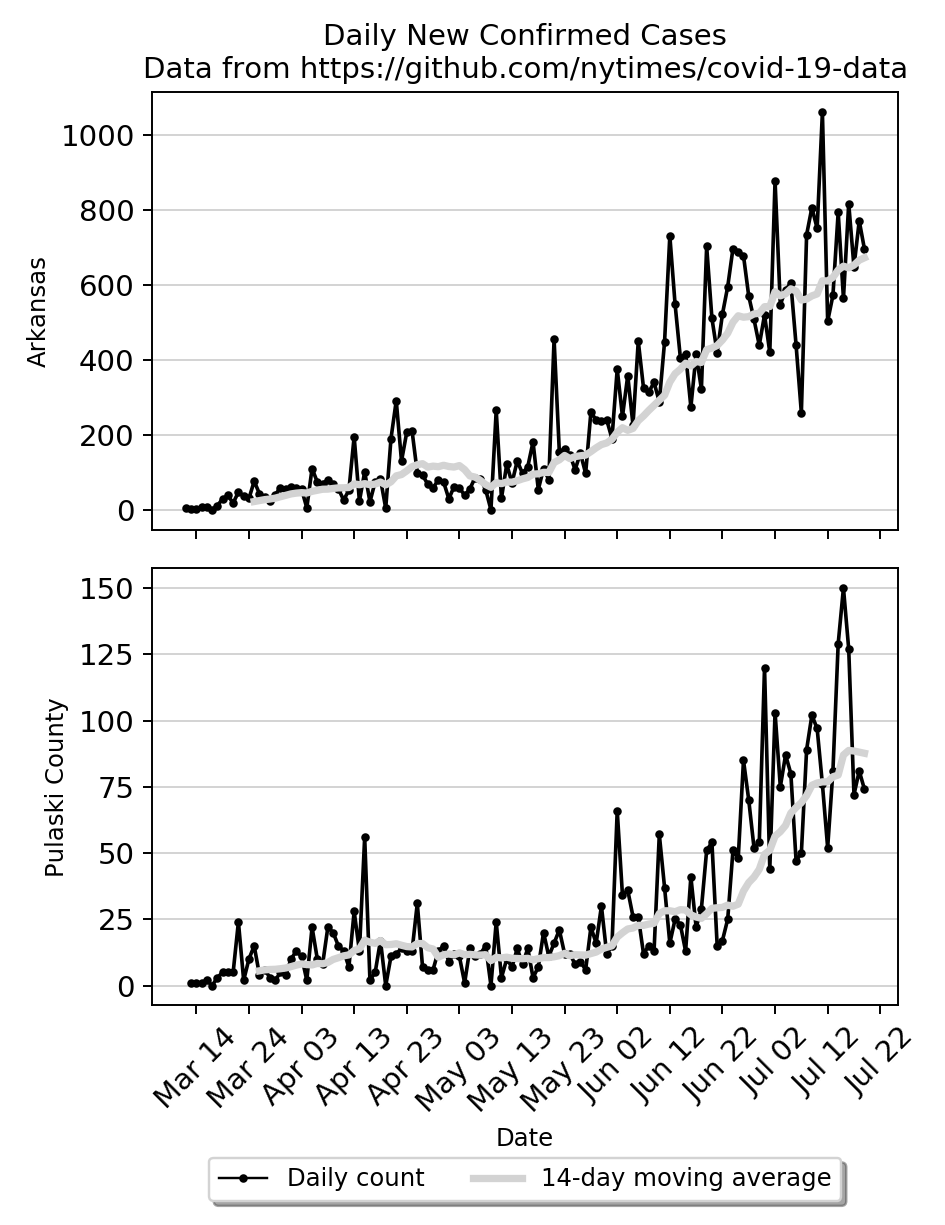 Daily New Confirmed Cases
Data from https://github.com/nytimes/covid-19-data
1000
800
600
400
200
0
Arkansas
150
125
100
75
50
25
0
Pulaski County
Mar 14
Mar 24
Apr 03
Apr 13
Apr 23
May 03
May 13
May 23
Jun 02
Jun 12
Jun 22
Jul 02
Jul 12
Jul 22
Date
Daily count
14-day moving average